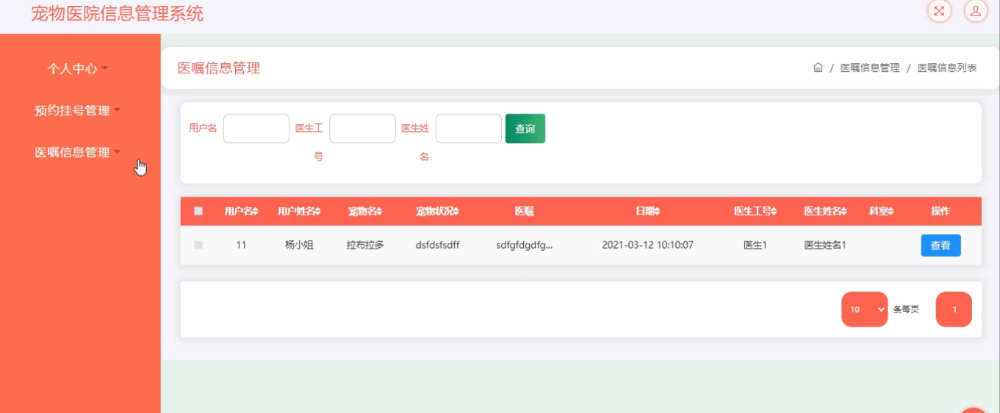 宠物医院信息管理系统
个人中心
预约挂号管理
医嘱信息管理
医嘱信息管理
/ 医嘱信息管理 / 医嘱信息列表
用户名 医生工号 医生姓名 查询
用户名 用户姓名 宠物名 宠物状况 医嘱 日期 医生工号 医生姓名 科室 操作
11 杨小姐 拉布拉多 dsfdsfsdff sdfgfdgdfg... 2021-03-12 10:10:07 医生1 医生姓名1 查看
10 条每页 1